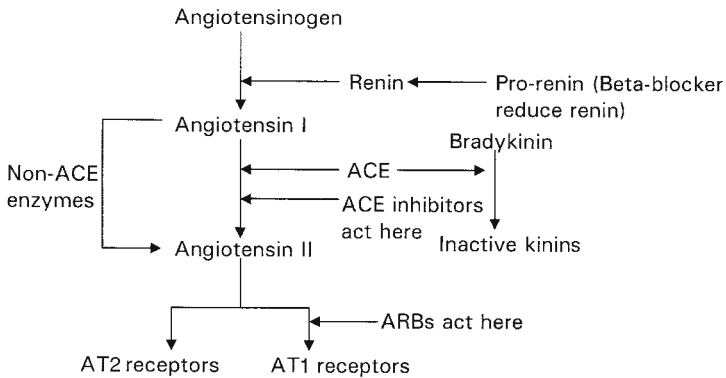 Angiotensinogen
Renin
Pro-renin (Beta-blocker
reduce renin)
Angiotensin I
Bradykinin
Non-ACE
enzymes
ACE
ACE inhibitors
act here
Inactive kinins
Angiotensin II
ARBs act here
AT2 receptors
AT1 receptors